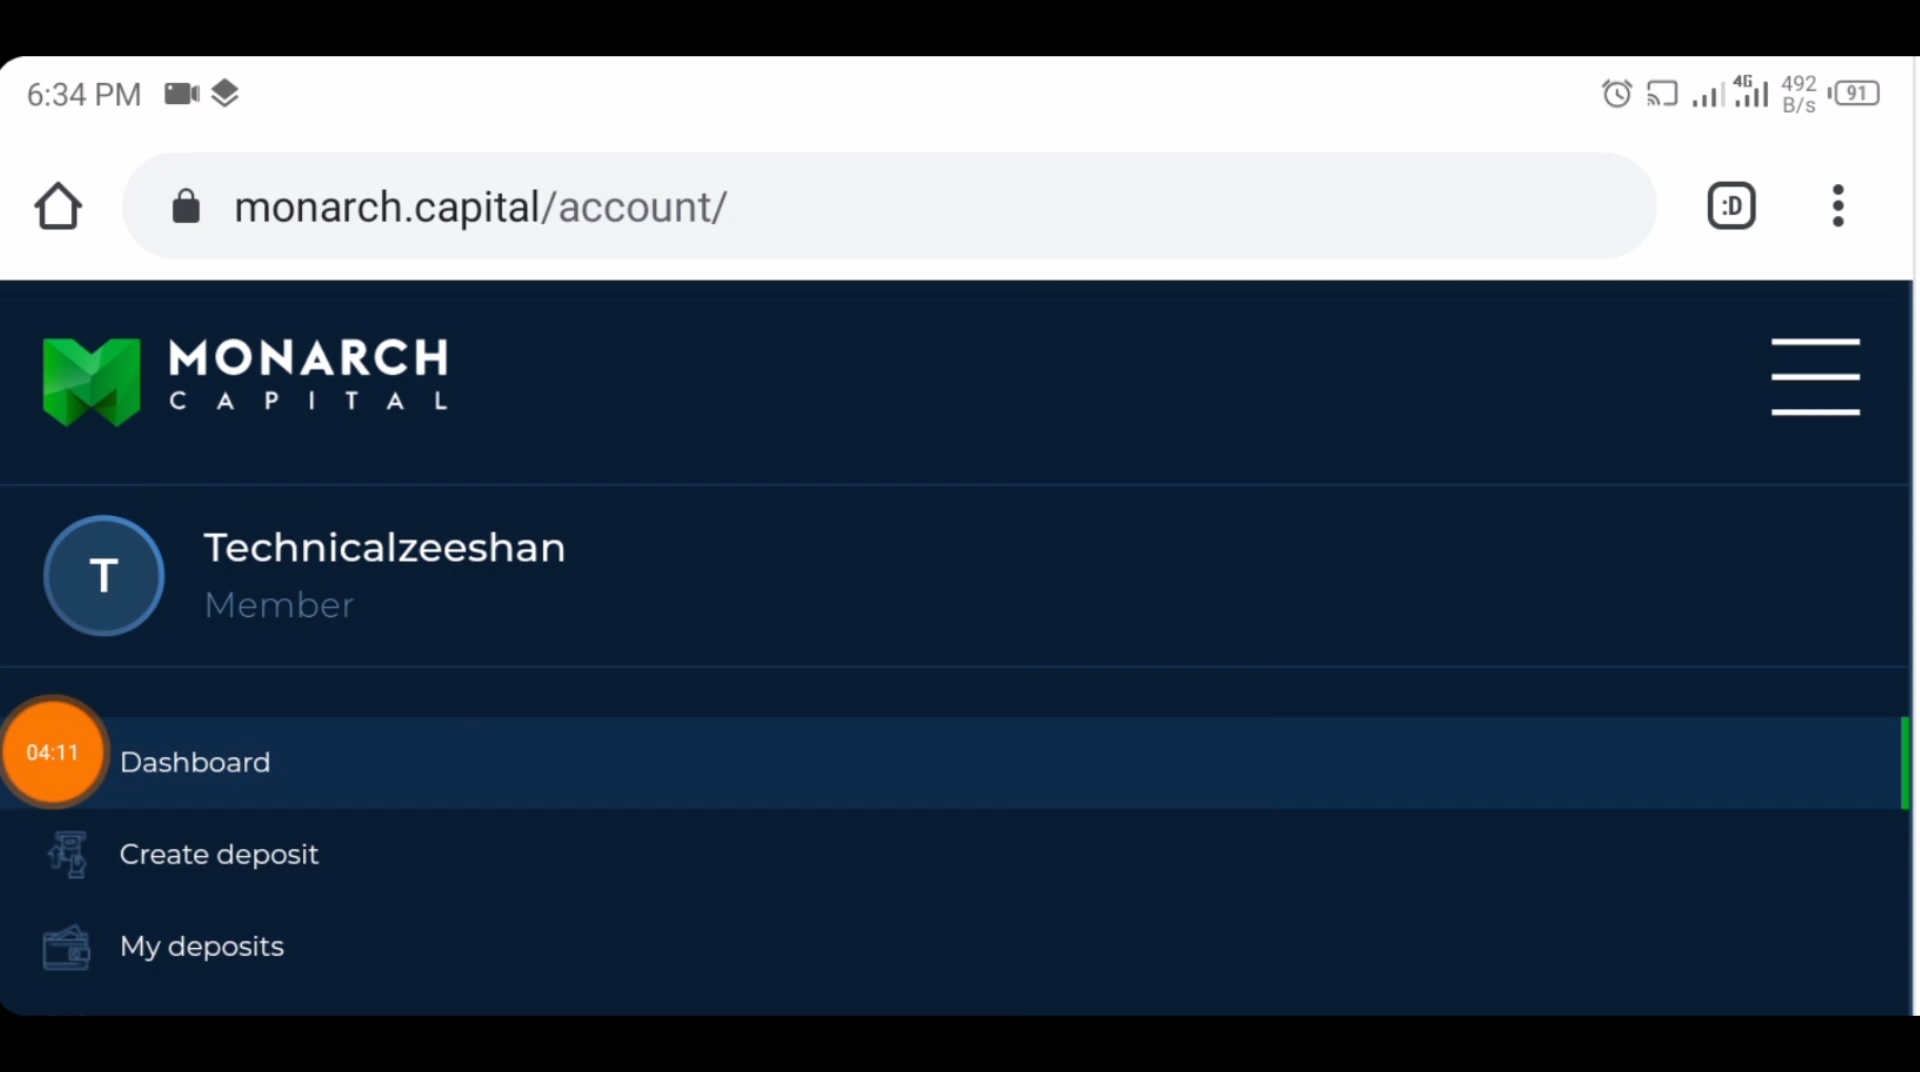 6:34 PM
4G
492
B/s
91
monarch.capital/account/
:D
MONARCH
CAPITAL
T
Technicalzeeshan
Member
04:11
Dashboard
Create deposit
My deposits